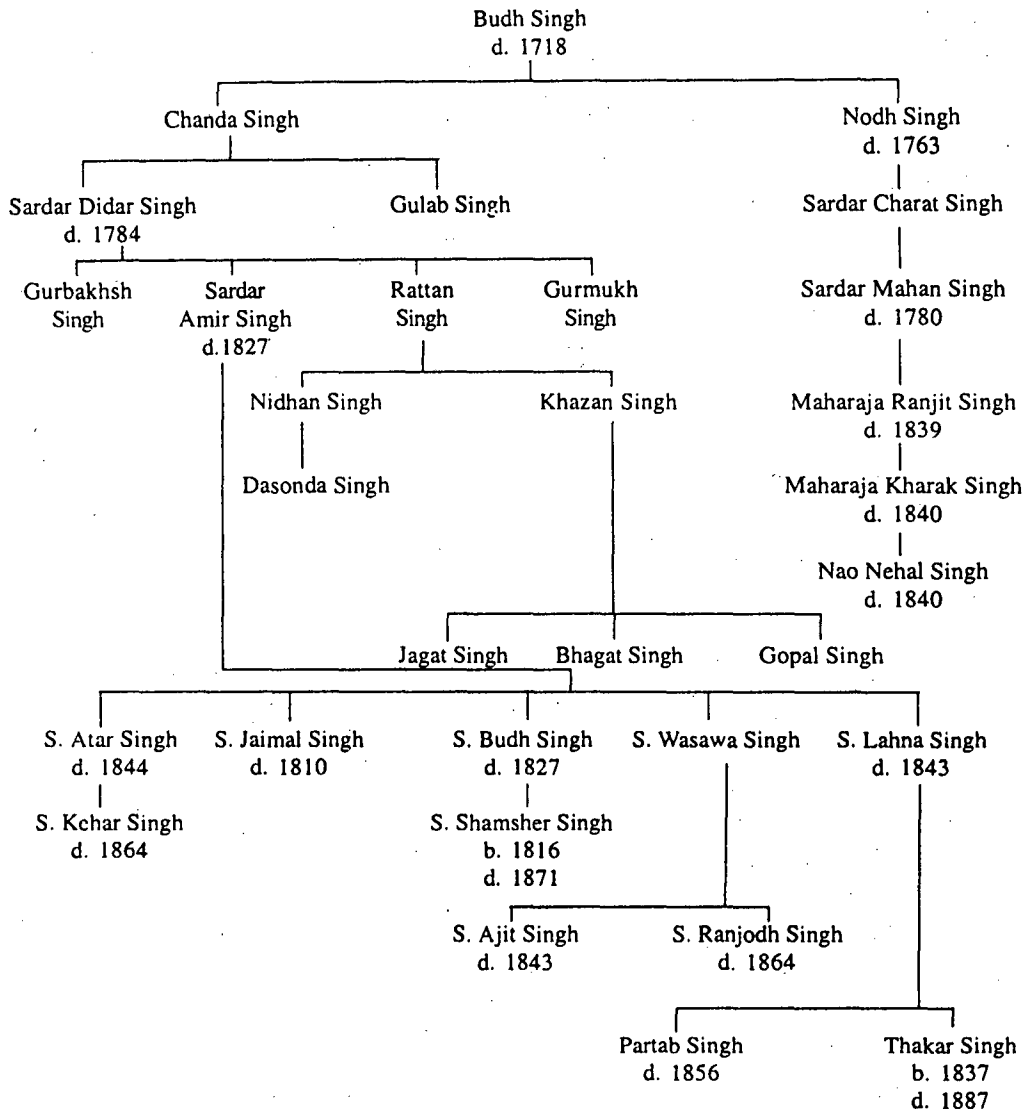 Budh Singh
d. 1718
Chanda Singh
Nodh Singh
d. 1763
Sardar Didar Singh
d. 1784
Gulab Singh
Sardar Charat Singh
Gurbakhsh
Singh
Sardar
Amir Singh
d.1827
Rattan
Singh
Gurmukh
Singh
Sardar Mahan Singh
d. 1780
Nidhan Singh
Khazan Singh
Maharaja Ranjit Singh
d. 1839
Dasonda Singh
Maharaja Kharak Singh
d. 1840
Nao Nehal Singh
d. 1840
Jagat Singh
Bhagat Singh
Gopal Singh
S. Atar Singh
d. 1844
S. Jaimal Singh
d. 1810
S. Budh Singh
d. 1827
S. Wasawa Singh
S. Lahna Singh
d. 1843
S. Kchar Singh
d. 1864
S. Shamsher Singh
b. 1816
d. 1871
S. Ajit Singh
d. 1843
S. Ranjodh Singh
d. 1864
Partab Singh
d. 1856
Thakar Singh
b. 1837
d. 1887